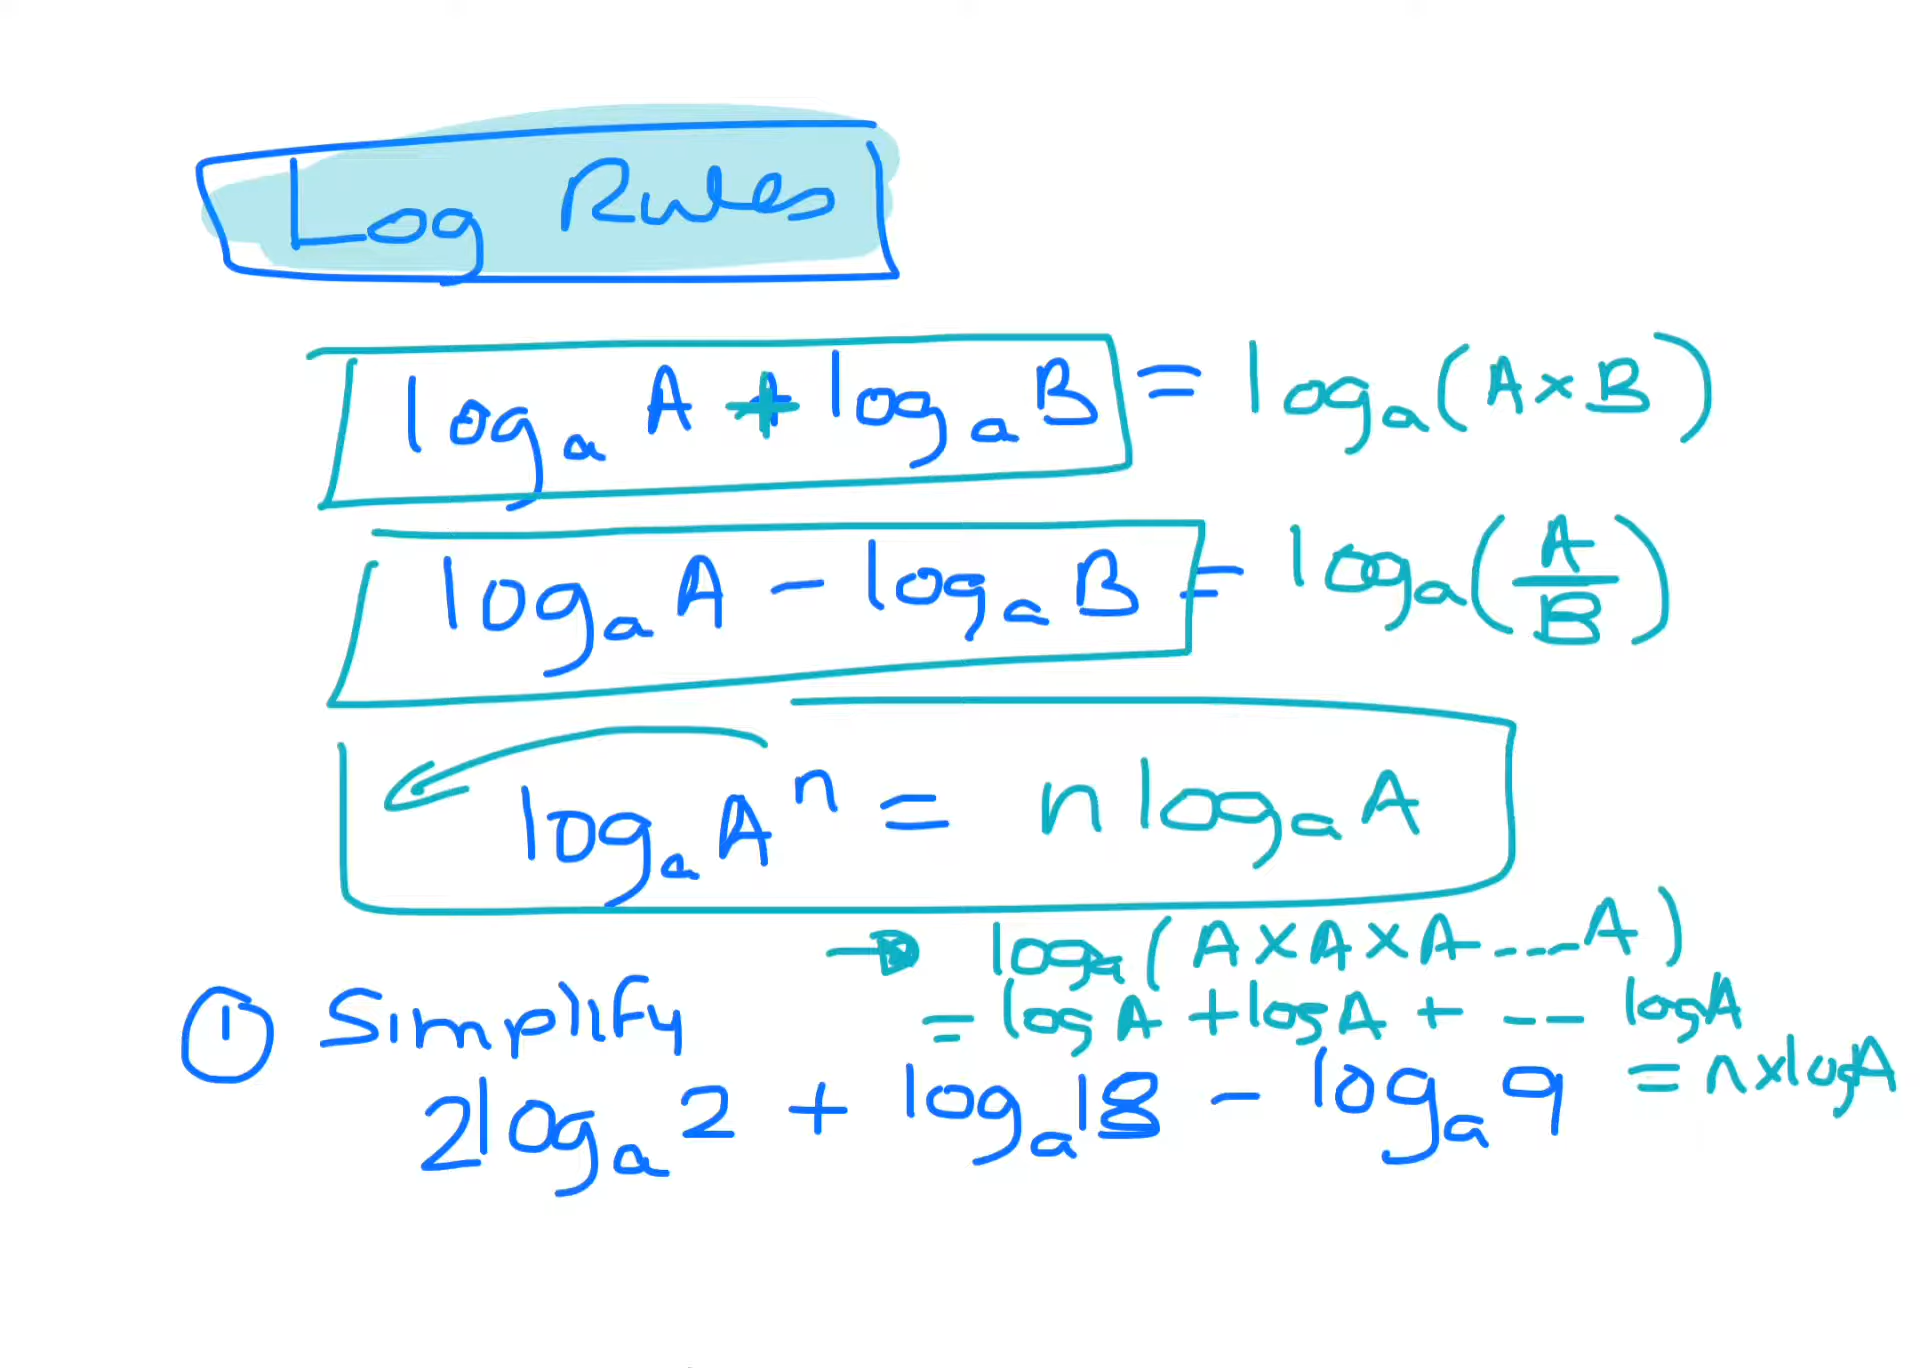 Log Rules
logₐ A + logₐ B = logₐ (A × B)
logₐ A − logₐ B = logₐ (A/B)
logₐ Aⁿ = n logₐ A
→ logₐ (A × A × A ---- A)
① Simplify
= log A + log A + --- log A
= n × log A
2logₐ 2 + logₐ 18 − logₐ 9